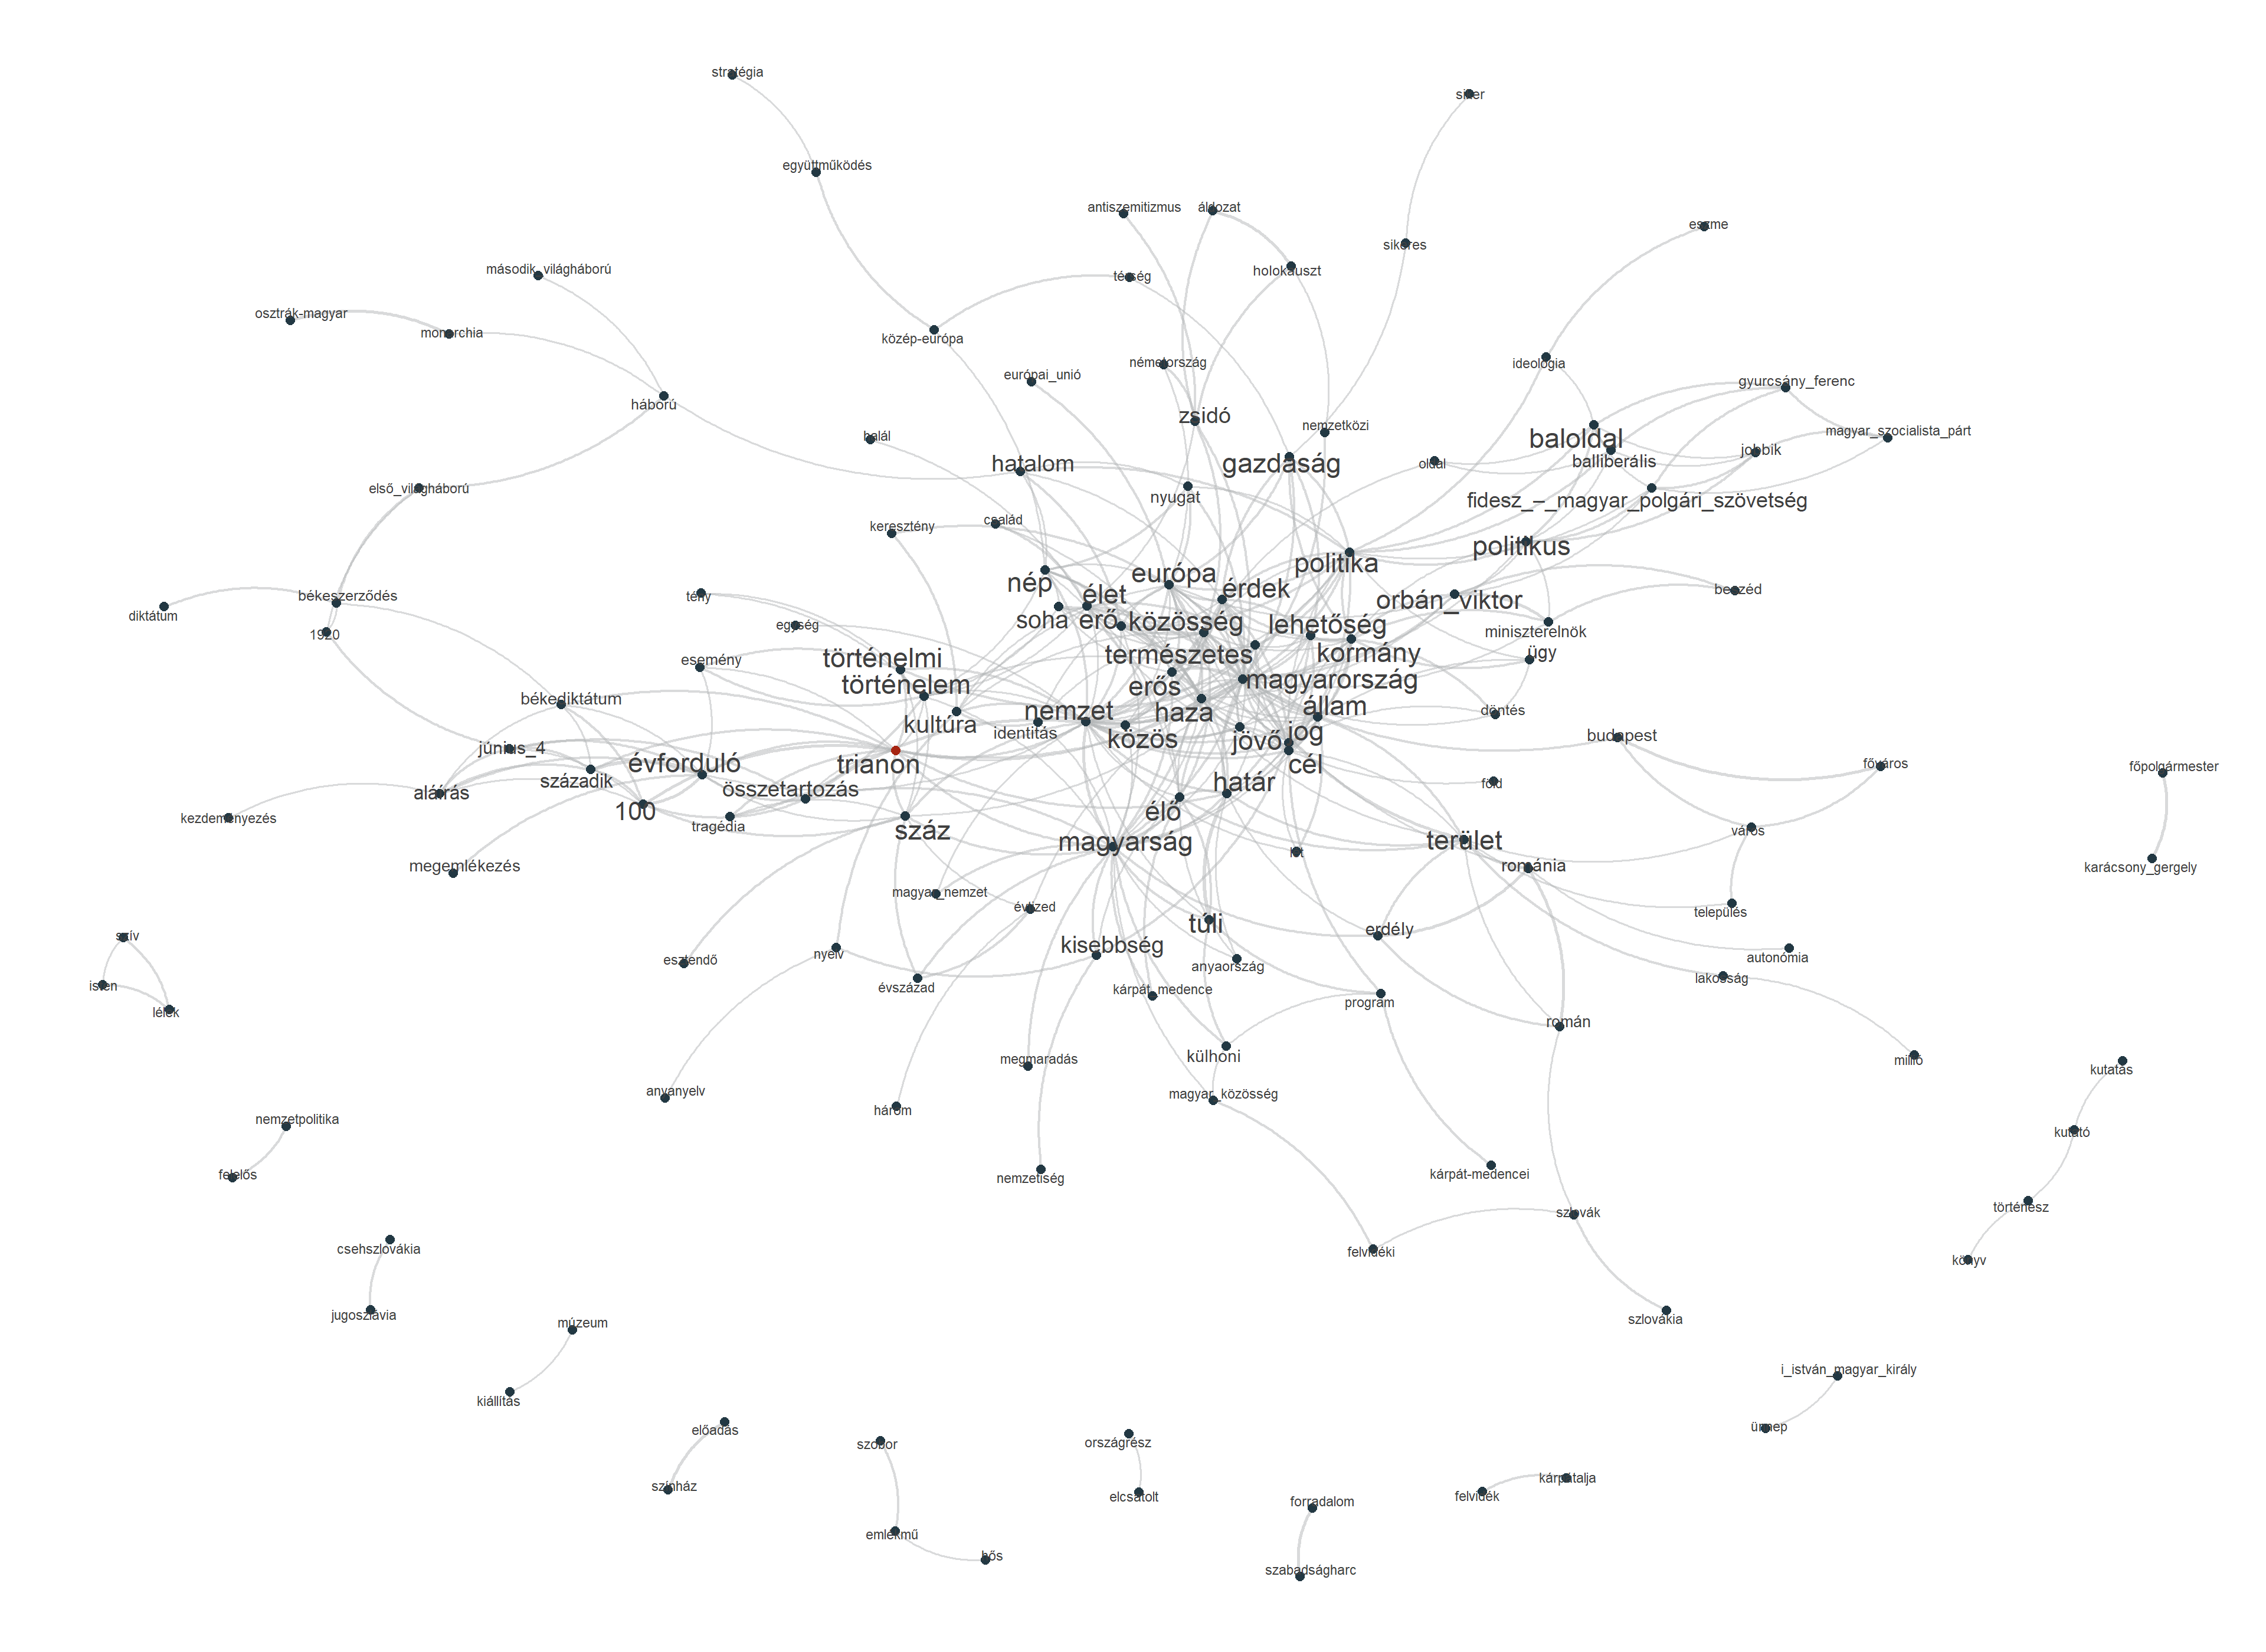 stratégia
siker
együttműködés
antiszemitizmus
áldozat
eszme
sikeres
második_világháború
térség
holokauszt
osztrák-magyar
monarchia
közép-európa
németország
ideológia
európai_unió
gyurcsány_ferenc
háború
zsidó
nemzetközi
baloldal
magyar_szocialista_párt
halál
hatalom
gazdaság
oldal
balliberális
jobbik
első_világháború
nyugat
fidesz_–_magyar_polgári_szövetség
keresztény
család
politikus
politika
nép
európa
békeszerződés
tény
élet
érdek
orbán_viktor
beszéd
diktátum
1920
egység
soha
erő
közösség
lehetőség
miniszterelnök
esemény
történelmi
természetes
kormány
ügy
történelem
erős
magyarország
békediktátum
kultúra
nemzet
haza
állam
döntés
identitás
közös
jövő
jog
budapest
június_4
évforduló
trianon
cél
főváros
főpolgármester
századik
összetartozás
határ
föld
aláírás
100
élő
kezdeményezés
tragédia
száz
magyarság
terület
város
hit
megemlékezés
románia
karácsony_gergely
magyar_nemzet
évtized
túli
település
szív
kisebbség
erdély
esztendő
nyelv
anyaország
autonómia
isten
évszázad
kárpát_medence
program
lakosság
lélek
román
megmaradás
külhoni
millió
kutatás
anyanyelv
három
magyar_közösség
nemzetpolitika
kutató
felelős
nemzetiség
kárpát-medencei
történész
szlovák
csehszlovákia
felvidéki
könyv
jugoszlávia
múzeum
szlovákia
i_istván_magyar_király
kiállítás
előadás
ünnep
szobor
országrész
színház
elcsatolt
felvidék
kárpátalja
forradalom
emlékmű
hős
szabadságharc